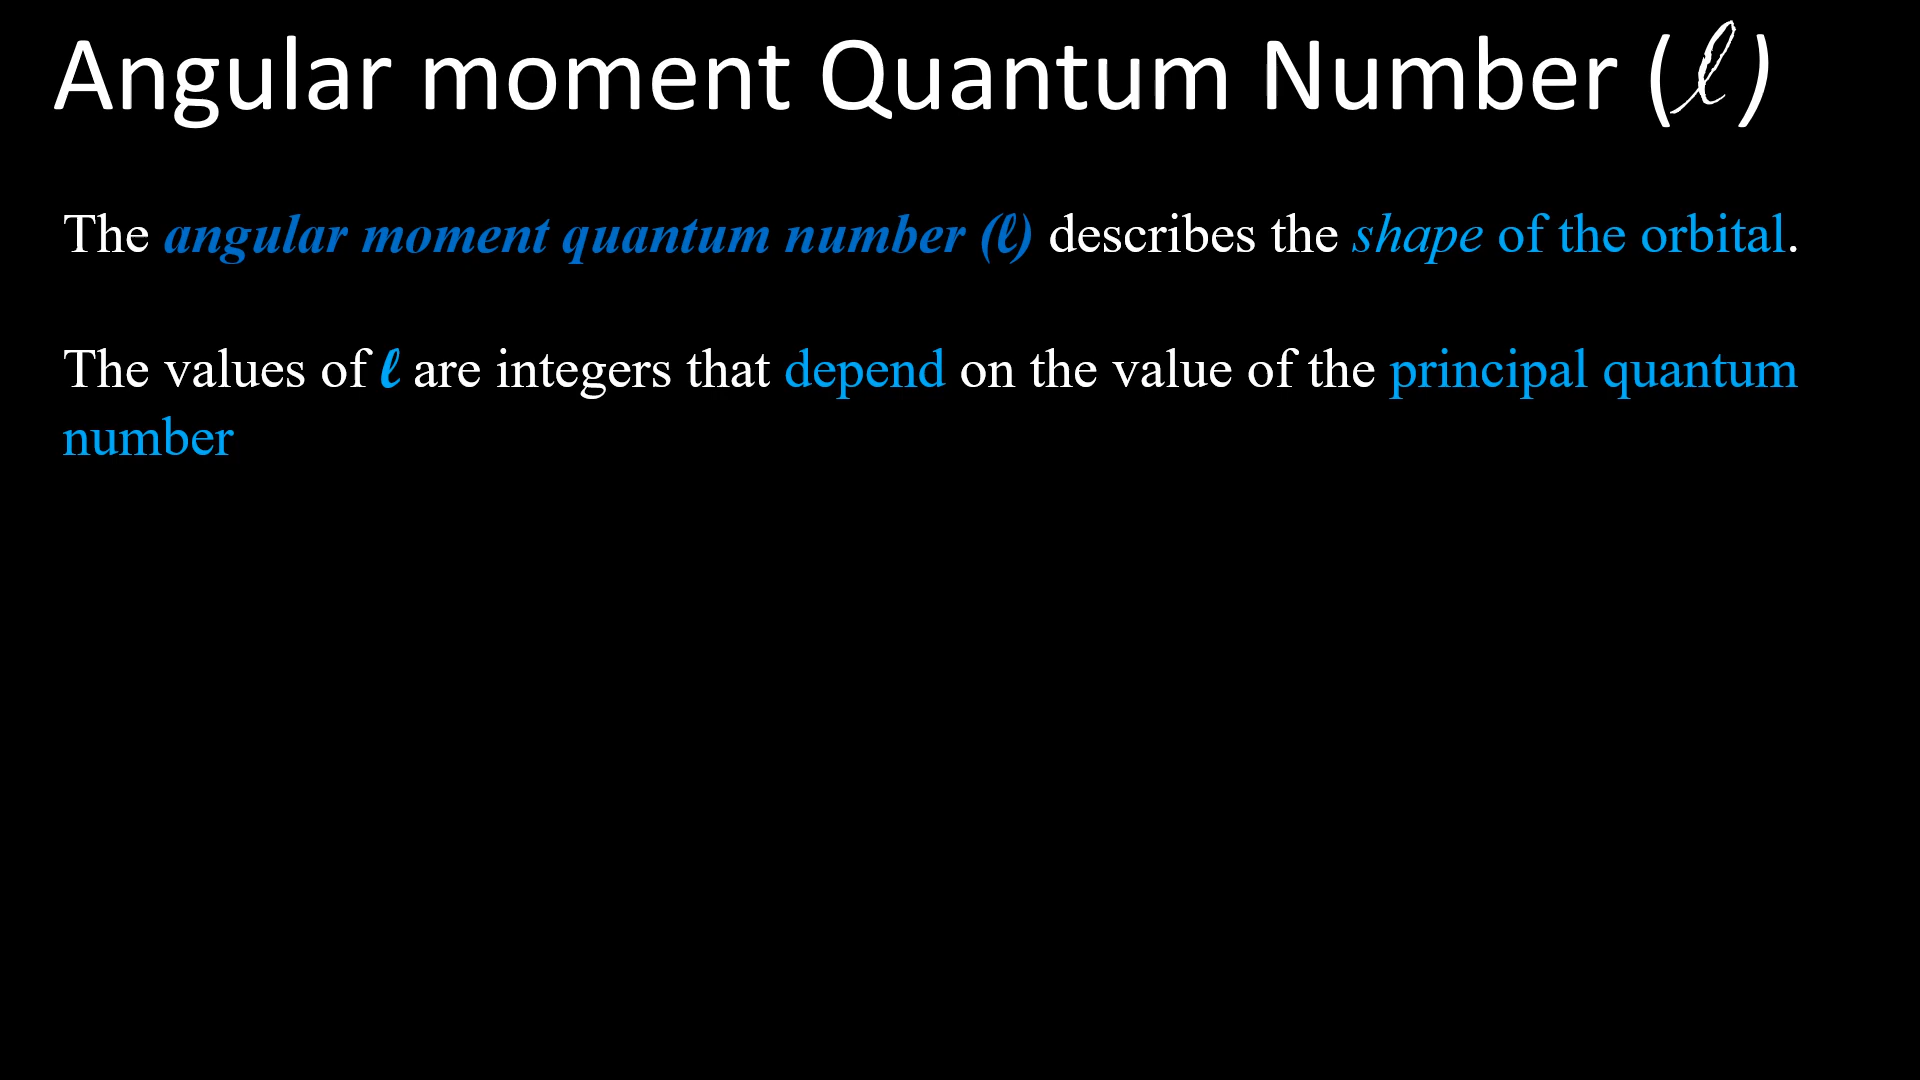 Angular moment Quantum Number (ℓ)
The angular moment quantum number (ℓ) describes the shape of the orbital.
The values of ℓ are integers that depend on the value of the principal quantum
number